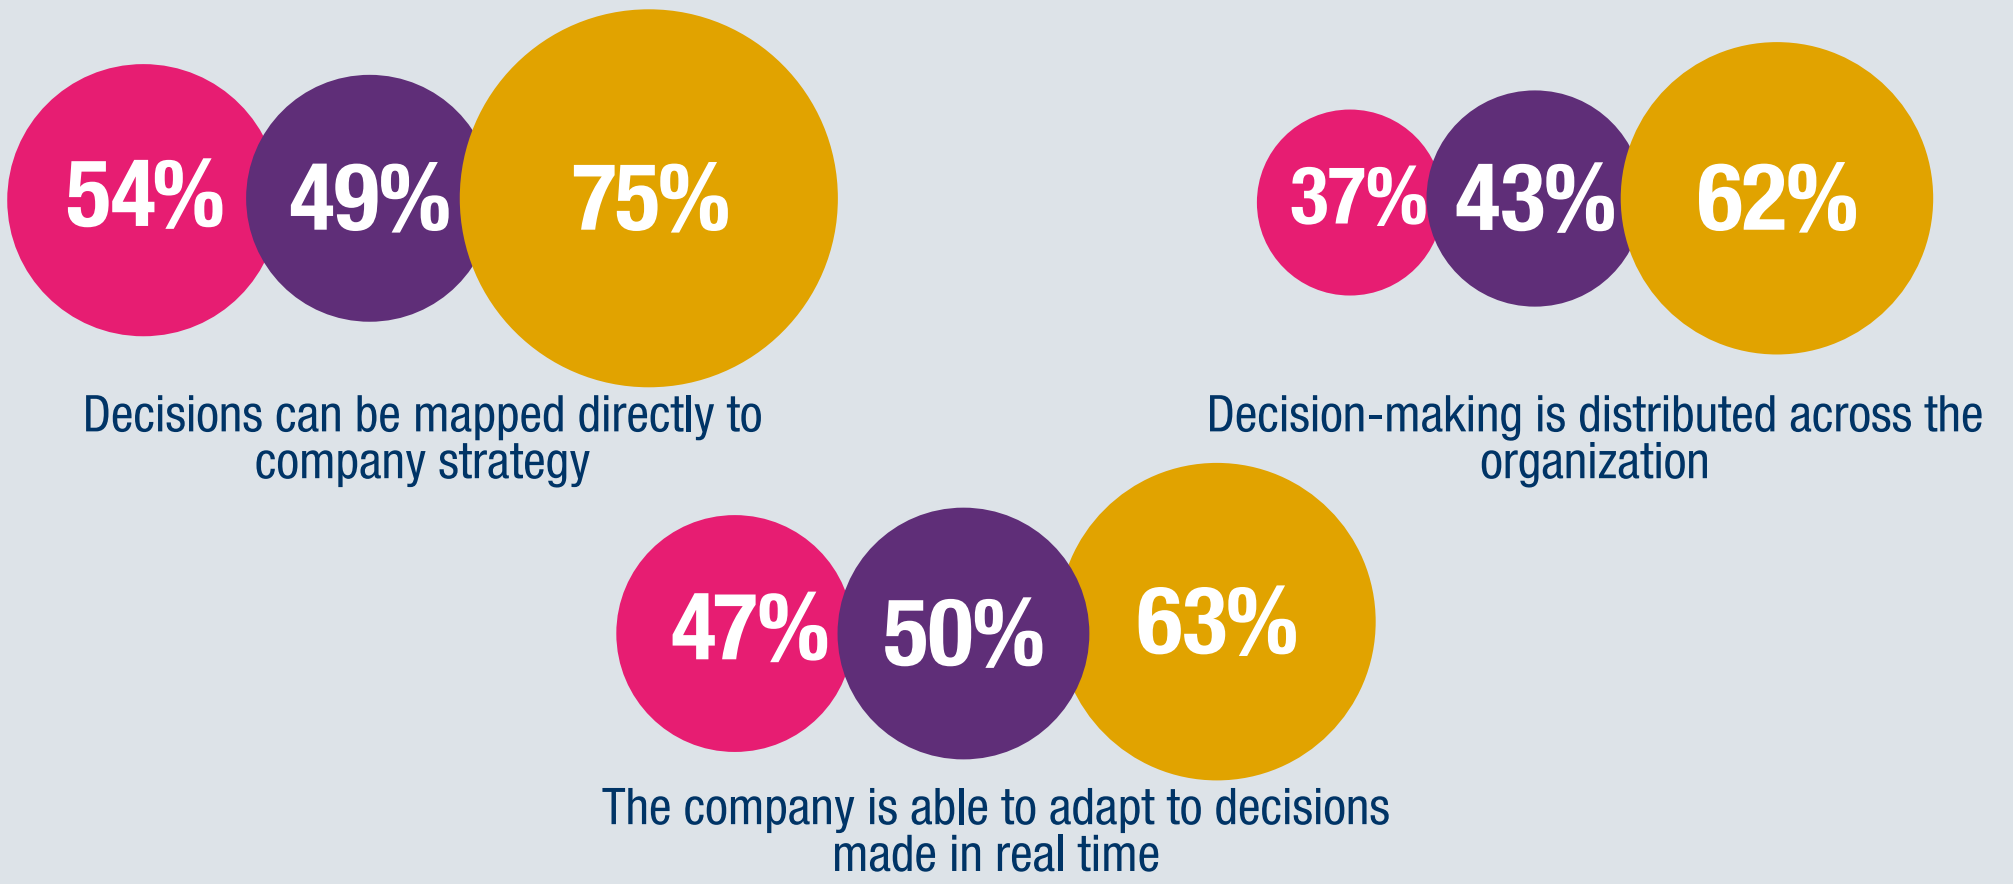 54% 49% 75%
Decisions can be mapped directly to
company strategy
37% 43% 62%
Decision-making is distributed across the
organization
47% 50% 63%
The company is able to adapt to decisions
made in real time